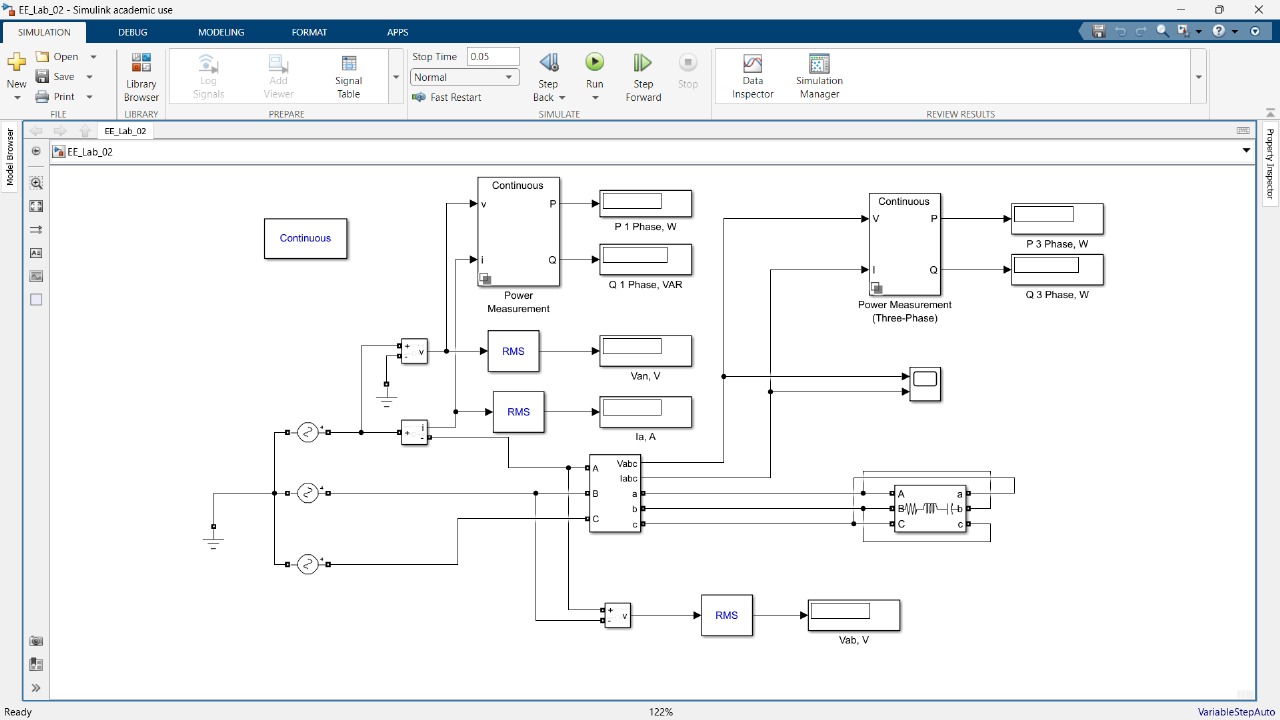 EE_Lab_02 - Simulink academic use
SIMULATION DEBUG MODELING FORMAT APPS
New
Open
Save
Print
FILE
Library
Browser
LIBRARY
Log
Signals
Add
Viewer
Signal
Table
PREPARE
Stop Time 0.05
Normal
Fast Restart
Step
Back
Run
Step
Forward
Stop
SIMULATE
Data
Inspector
Simulation
Manager
REVIEW RESULTS
Model Browser
EE_Lab_02
EE_Lab_02
Property Inspector
Continuous
Continuous
v
i
P
Q
Power
Measurement
P 1 Phase, W
Q 1 Phase, VAR
Continuous
V
I
P
Q
Power Measurement
(Three-Phase)
P 3 Phase, W
Q 3 Phase, W
+
-
v
RMS
Van, V
+
i
-
RMS
Ia, A
+
+
+
A
B
C
Vabc
Iabc
a
b
c
A
B
C
a
b
c
+
-
v
RMS
Vab, V
Ready
122%
VariableStepAuto